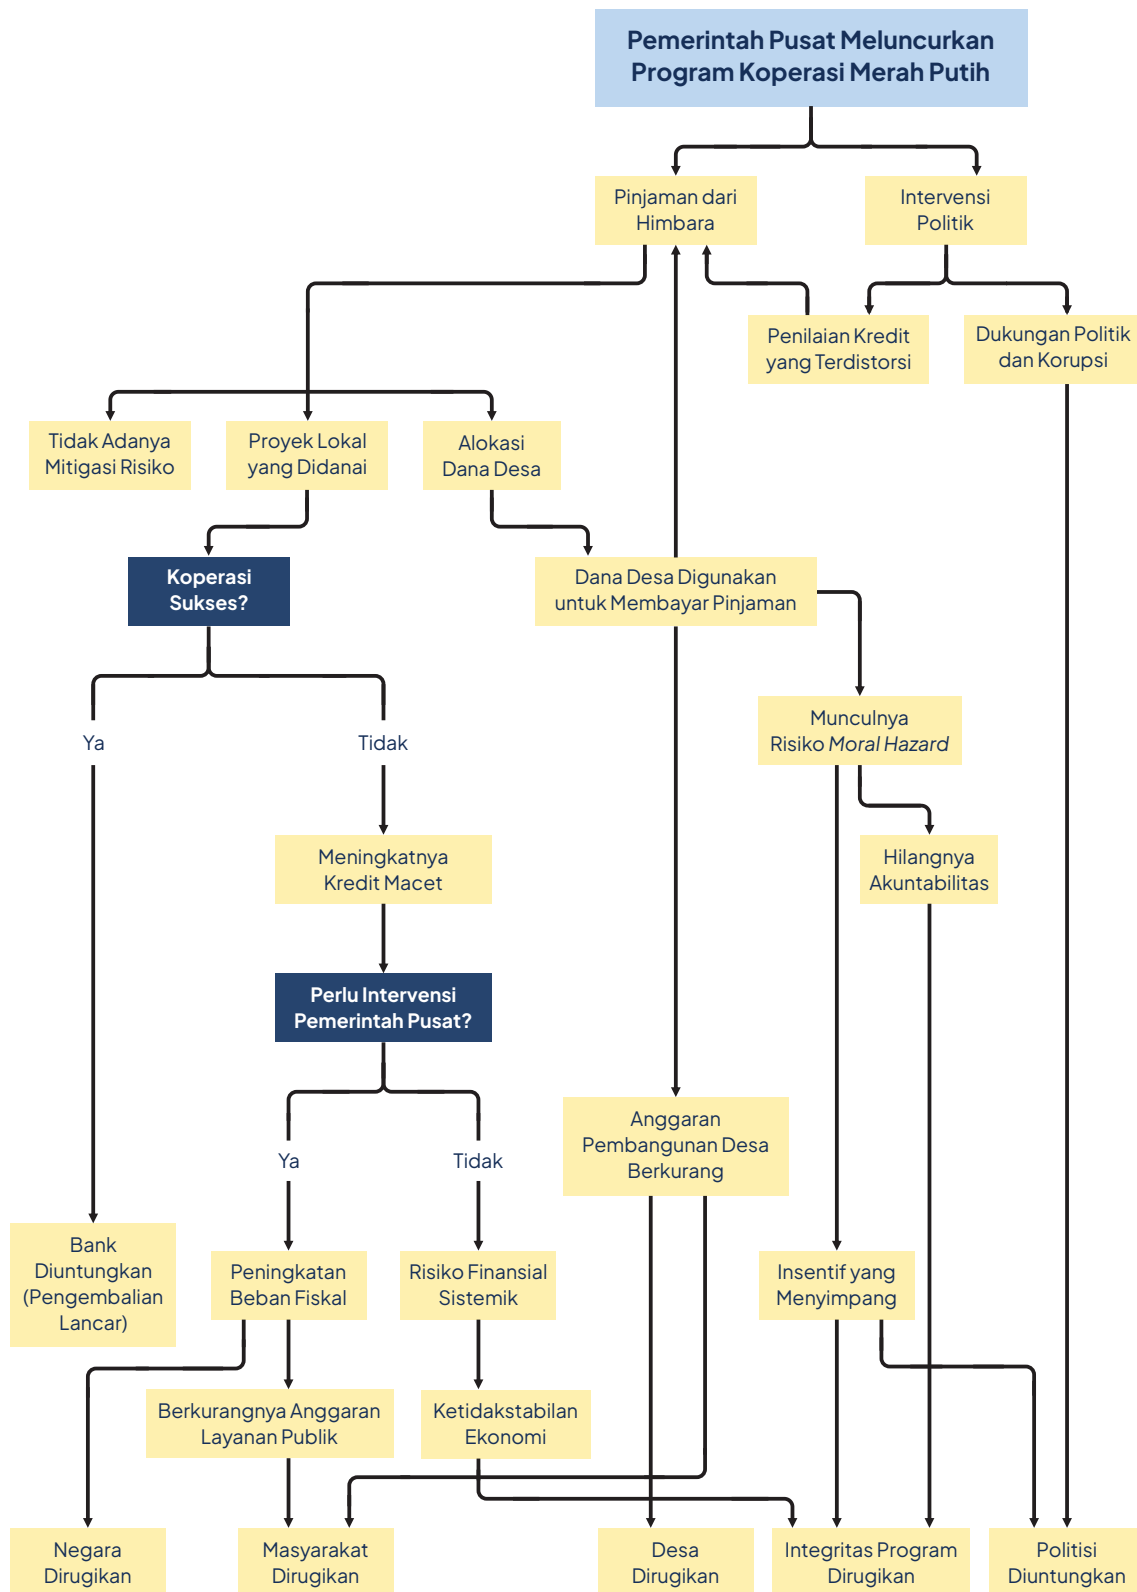 Pemerintah Pusat Meluncurkan
Program Koperasi Merah Putih
Pinjaman dari
Himbara
Intervensi
Politik
Penilaian Kredit
yang Terdistorsi
Dukungan Politik
dan Korupsi
Tidak Adanya
Mitigasi Risiko
Proyek Lokal
yang Didanai
Alokasi
Dana Desa
Koperasi
Sukses?
Dana Desa Digunakan
untuk Membayar Pinjaman
Munculnya
Risiko Moral Hazard
Ya
Tidak
Meningkatnya
Kredit Macet
Hilangnya
Akuntabilitas
Perlu Intervensi
Pemerintah Pusat?
Anggaran
Pembangunan Desa
Berkurang
Ya
Tidak
Bank
Diuntungkan
(Pengembalian
Lancar)
Peningkatan
Beban Fiskal
Risiko Finansial
Sistemik
Insentif yang
Menyimpang
Berkurangnya Anggaran
Layanan Publik
Ketidakstabilan
Ekonomi
Negara
Dirugikan
Masyarakat
Dirugikan
Desa
Dirugikan
Integritas Program
Dirugikan
Politisi
Diuntungkan